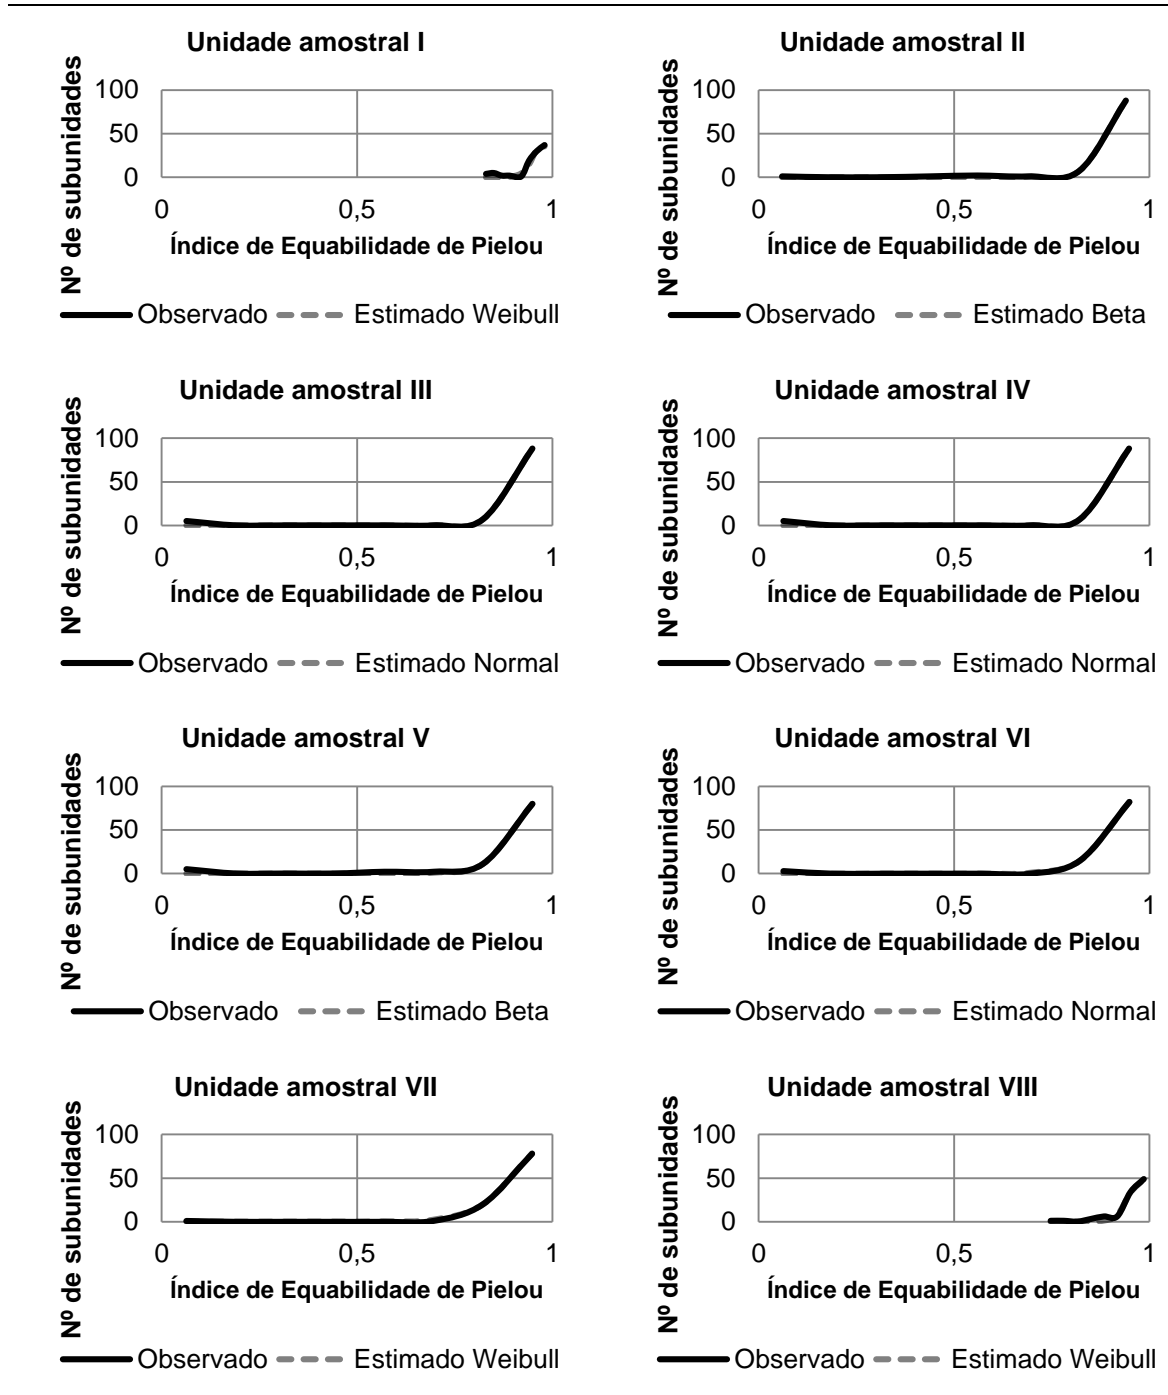 Unidade amostral I
Nº de subunidades
100
50
0
0
0,5
1
Índice de Equabilidade de Pielou
Observado
Estimado Weibull
Unidade amostral II
Nº de subunidades
100
50
0
0
0,5
1
Índice de Equabilidade de Pielou
Observado
Estimado Beta
Unidade amostral III
Nº de subunidades
100
50
0
0
0,5
1
Índice de Equabilidade de Pielou
Observado
Estimado Normal
Unidade amostral IV
Nº de subunidades
100
50
0
0
0,5
1
Índice de Equabilidade de Pielou
Observado
Estimado Normal
Unidade amostral V
Nº de subunidades
100
50
0
0
0,5
1
Índice de Equabilidade de Pielou
Observado
Estimado Beta
Unidade amostral VI
Nº de subunidades
100
50
0
0
0,5
1
Índice de Equabilidade de Pielou
Observado
Estimado Normal
Unidade amostral VII
Nº de subunidades
100
50
0
0
0,5
1
Índice de Equabilidade de Pielou
Observado
Estimado Weibull
Unidade amostral VIII
Nº de subunidades
100
50
0
0
0,5
1
Índice de Equabilidade de Pielou
Observado
Estimado Weibull